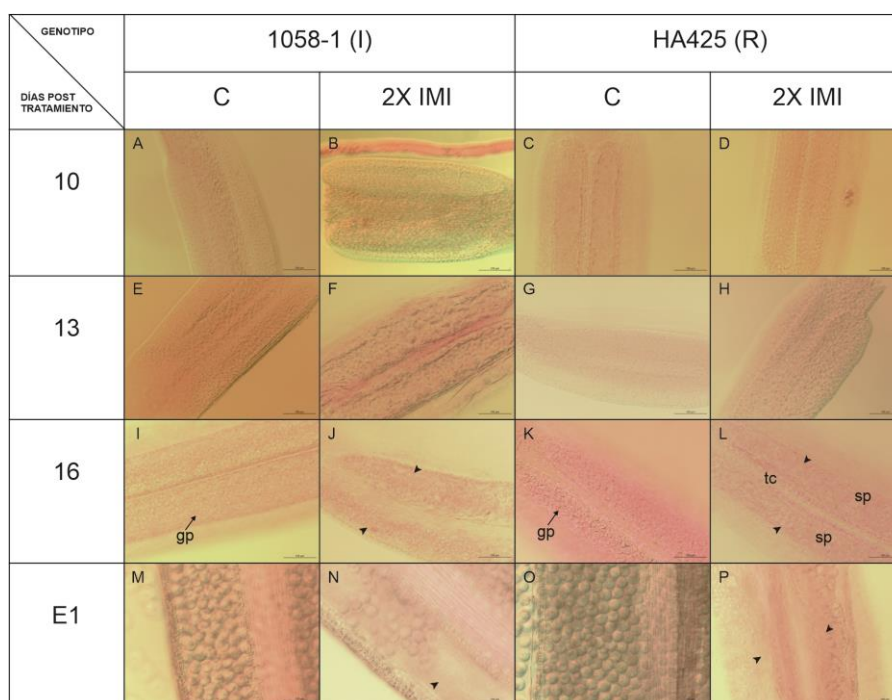 GENOTIPO
DÍAS POST
TRATAMIENTO
1058-1 (I)
HA425 (R)
C
2X IMI
C
2X IMI
10
A
B
C
D
13
E
F
G
H
16
I
gp
J
K
gp
L
tc
sp
sp
E1
M
N
O
P